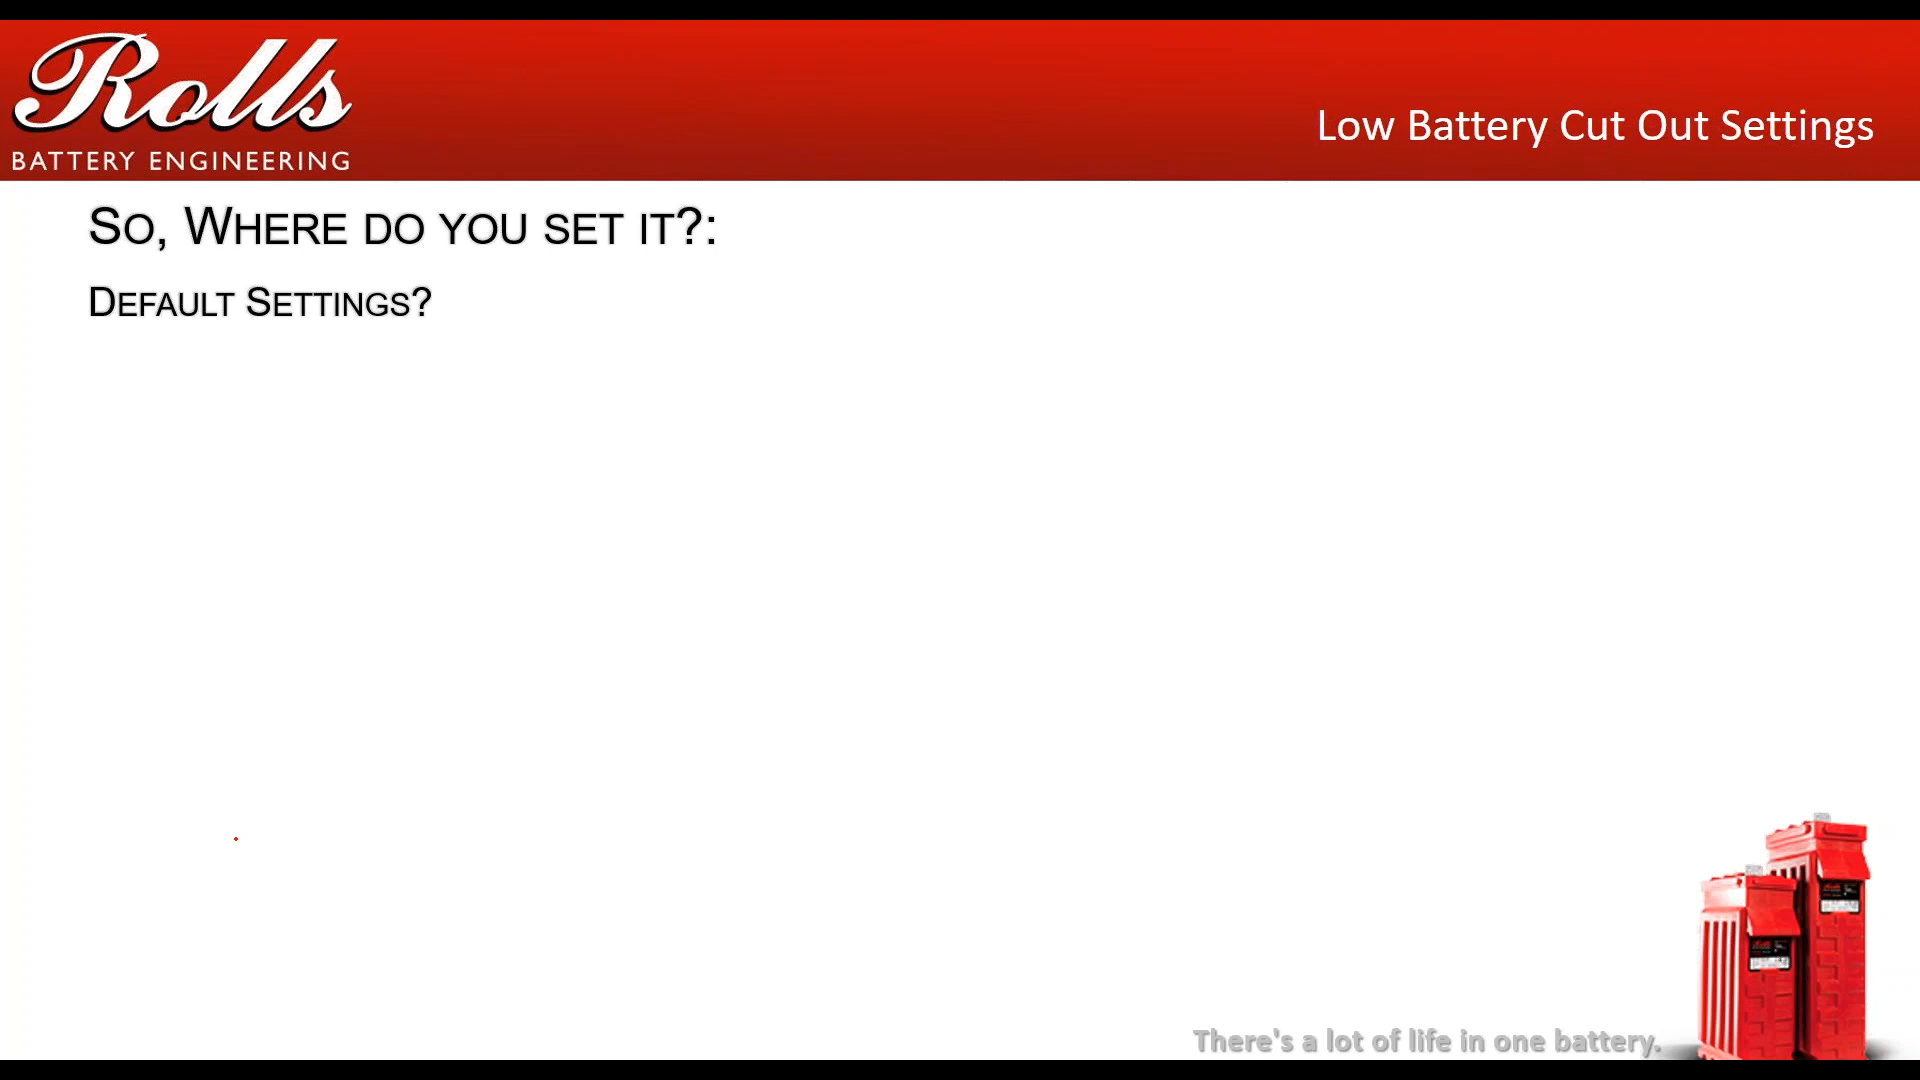 Rolls
BATTERY ENGINEERING
Low Battery Cut Out Settings
So, Where do you set it?:
Default Settings?
There's a lot of life in one battery.